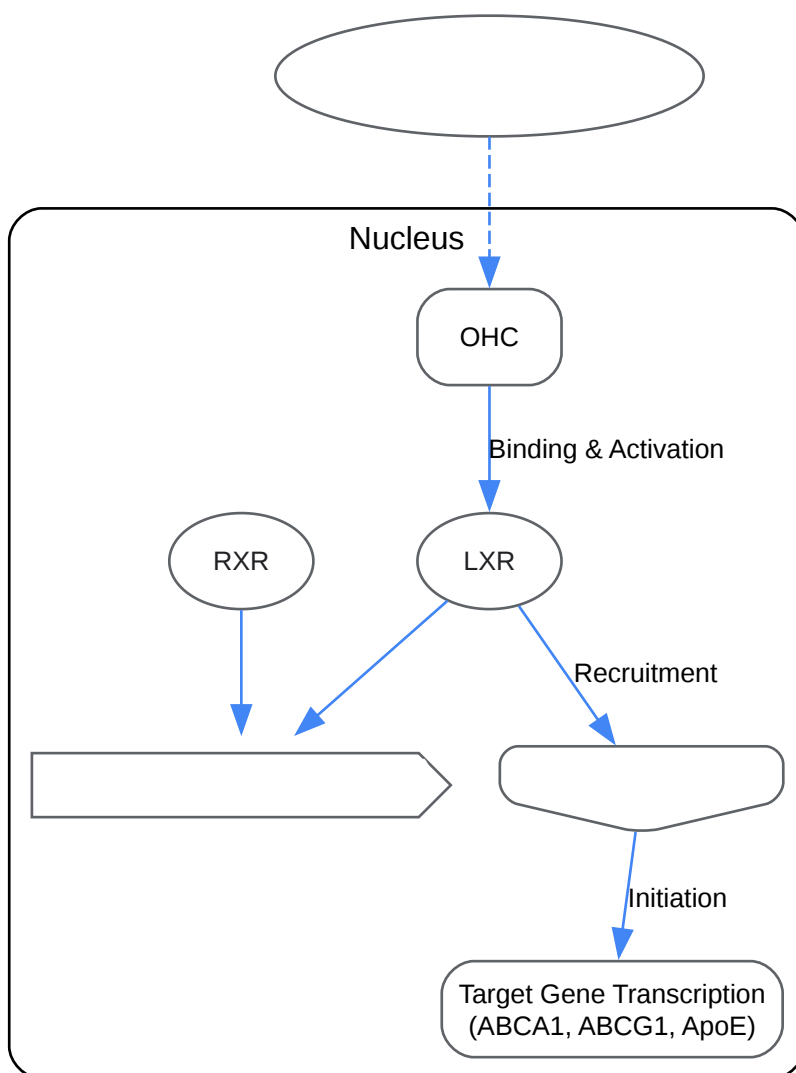 Nucleus
OHC
Binding & Activation
RXR
LXR
Recruitment
Initiation
Target Gene Transcription
(ABCA1, ABCG1, ApoE)